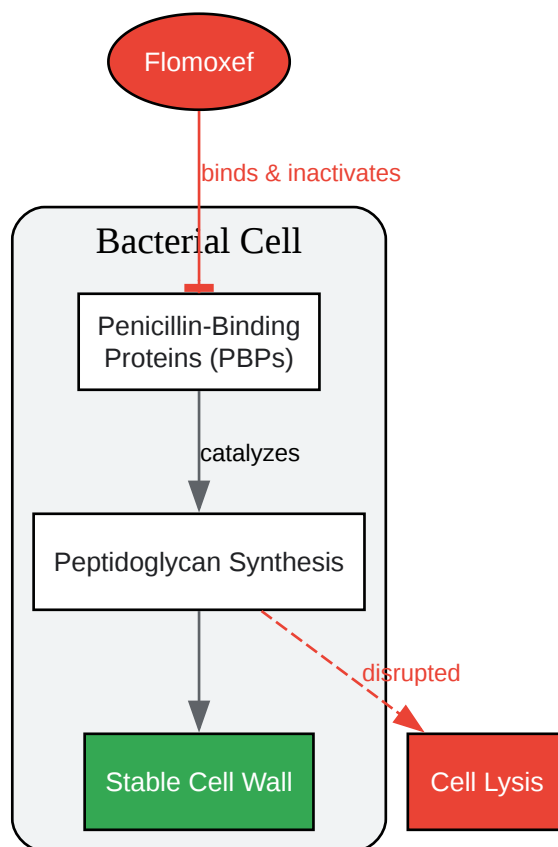 Flomoxef
binds & inactivates
Bacterial Cell
Penicillin-Binding
Proteins (PBPs)
catalyzes
Peptidoglycan Synthesis
disrupted
Stable Cell Wall
Cell Lysis